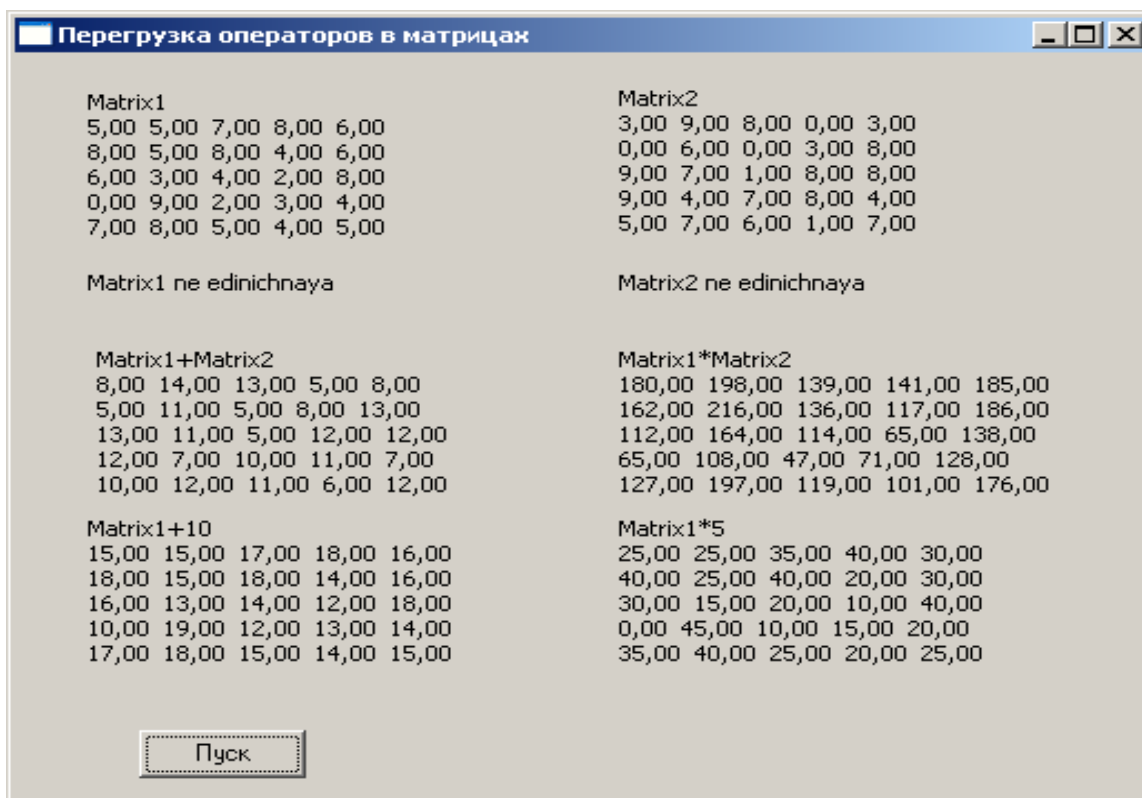 Перегрузка операторов в матрицах
Matrix1
5,00 5,00 7,00 8,00 6,00
8,00 5,00 8,00 4,00 6,00
6,00 3,00 4,00 2,00 8,00
0,00 9,00 2,00 3,00 4,00
7,00 8,00 5,00 4,00 5,00
Matrix1 ne edinichnaya
Matrix2
3,00 9,00 8,00 0,00 3,00
0,00 6,00 0,00 3,00 8,00
9,00 7,00 1,00 8,00 8,00
9,00 4,00 7,00 8,00 4,00
5,00 7,00 6,00 1,00 7,00
Matrix2 ne edinichnaya
Matrix1+Matrix2
8,00 14,00 13,00 5,00 8,00
5,00 11,00 5,00 8,00 13,00
13,00 11,00 5,00 12,00 12,00
12,00 7,00 10,00 11,00 7,00
10,00 12,00 11,00 6,00 12,00
Matrix1*Matrix2
180,00 198,00 139,00 141,00 185,00
162,00 216,00 136,00 117,00 186,00
112,00 164,00 114,00 65,00 138,00
65,00 108,00 47,00 71,00 128,00
127,00 197,00 119,00 101,00 176,00
Matrix1+10
15,00 15,00 17,00 18,00 16,00
18,00 15,00 18,00 14,00 16,00
16,00 13,00 14,00 12,00 18,00
10,00 19,00 12,00 13,00 14,00
17,00 18,00 15,00 14,00 15,00
Matrix1*5
25,00 25,00 35,00 40,00 30,00
40,00 25,00 40,00 20,00 30,00
30,00 15,00 20,00 10,00 40,00
0,00 45,00 10,00 15,00 20,00
35,00 40,00 25,00 20,00 25,00
Пуск